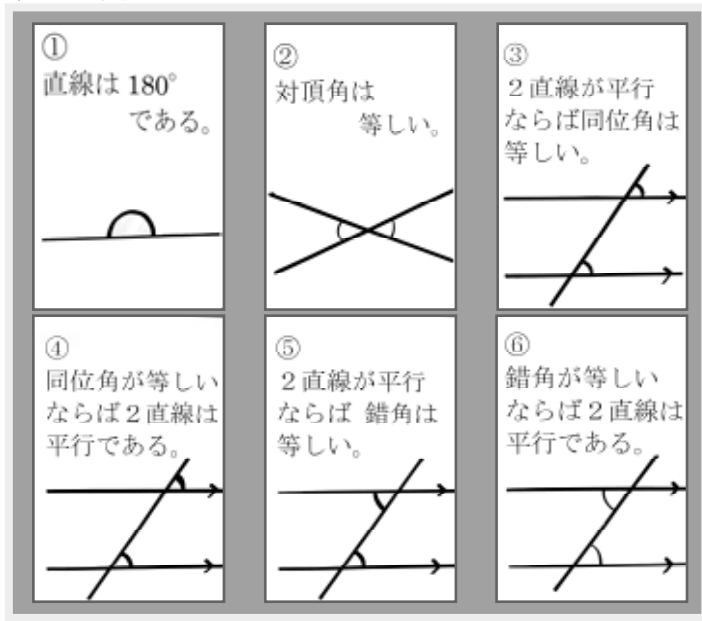 ①
直線は 180°
である。
②
対頂角は
等しい。
③
２直線が平行
ならば同位角は
等しい。
④
同位角が等しい
ならば２直線は
平行である。
⑤
２直線が平行
ならば 錯角は
等しい。
⑥
錯角が等しい
ならば２直線は
平行である。